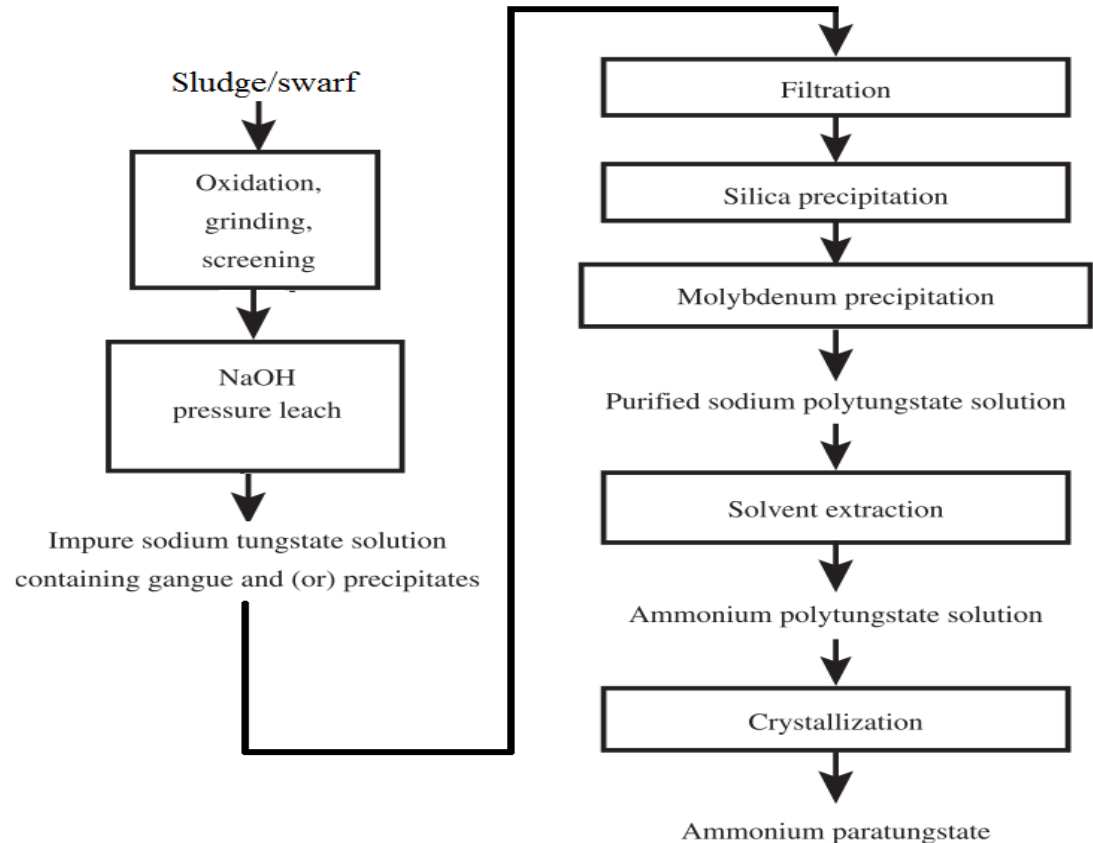 Sludge/swarf
Oxidation,
grinding,
screening
NaOH
pressure leach
Impure sodium tungstate solution
containing gangue and (or) precipitates
Filtration
Silica precipitation
Molybdenum precipitation
Purified sodium polytungstate solution
Solvent extraction
Ammonium polytungstate solution
Crystallization
Ammonium paratungstate